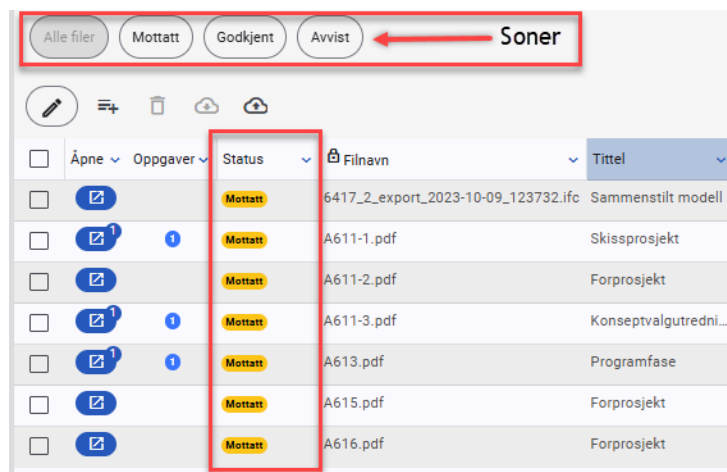 Alle filer Mottatt Godkjent Avvist Soner
Åpne Oppgaver Status Filnavn Tittel
Mottatt 6417_2_export_2023-10-09_123732.ifc Sammenstilt modell
1 1 Mottatt A611-1.pdf Skissprosjekt
Mottatt A611-2.pdf Forprosjekt
1 1 Mottatt A611-3.pdf Konseptvalgutredni...
1 1 Mottatt A613.pdf Programfase
Mottatt A615.pdf Forprosjekt
Mottatt A616.pdf Forprosjekt